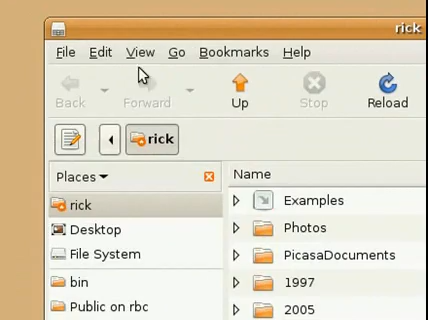 rick
File Edit View Go Bookmarks Help
Back Forward Up Stop Reload
rick
Places Name
rick
Examples
Desktop
Photos
File System
PicasaDocuments
bin
1997
Public on rbc
2005